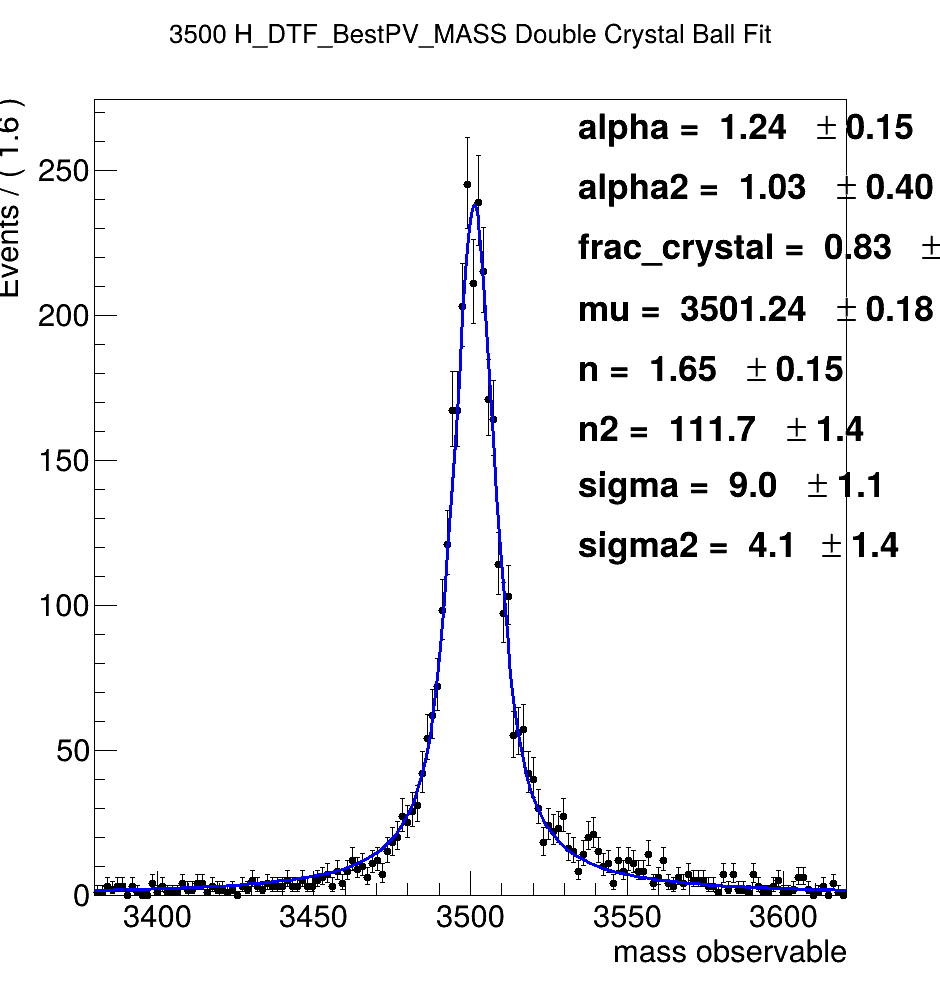 3500 H_DTF_BestPV_MASS Double Crystal Ball Fit
Events / ( 1.6 )
alpha = 1.24 ± 0.15
alpha2 = 1.03 ± 0.40
frac_crystal = 0.83 ±
mu = 3501.24 ± 0.18
n = 1.65 ± 0.15
n2 = 111.7 ± 1.4
sigma = 9.0 ± 1.1
sigma2 = 4.1 ± 1.4
250
200
150
100
50
0
3400 3450 3500 3550 3600
mass observable